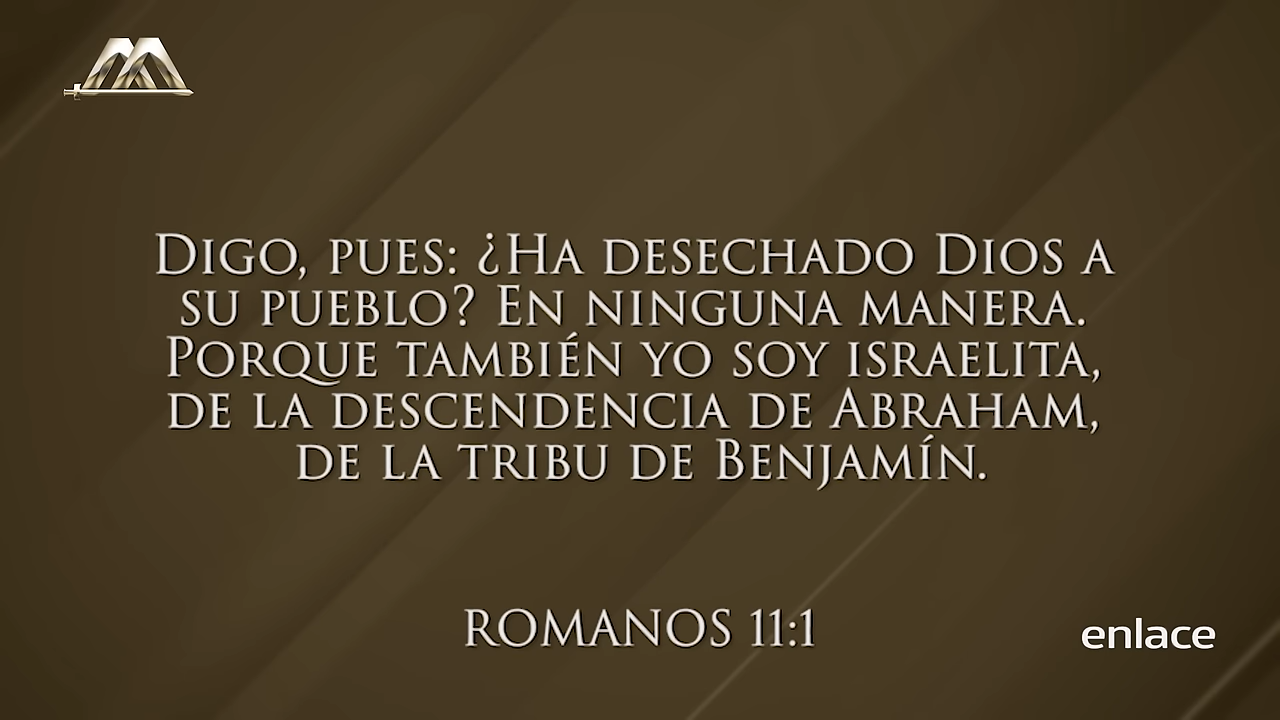 Digo, pues: ¿Ha desechado Dios a
su pueblo? En ninguna manera.
Porque también yo soy israelita,
de la descendencia de Abraham,
de la tribu de Benjamín.
ROMANOS 11:1
enlace